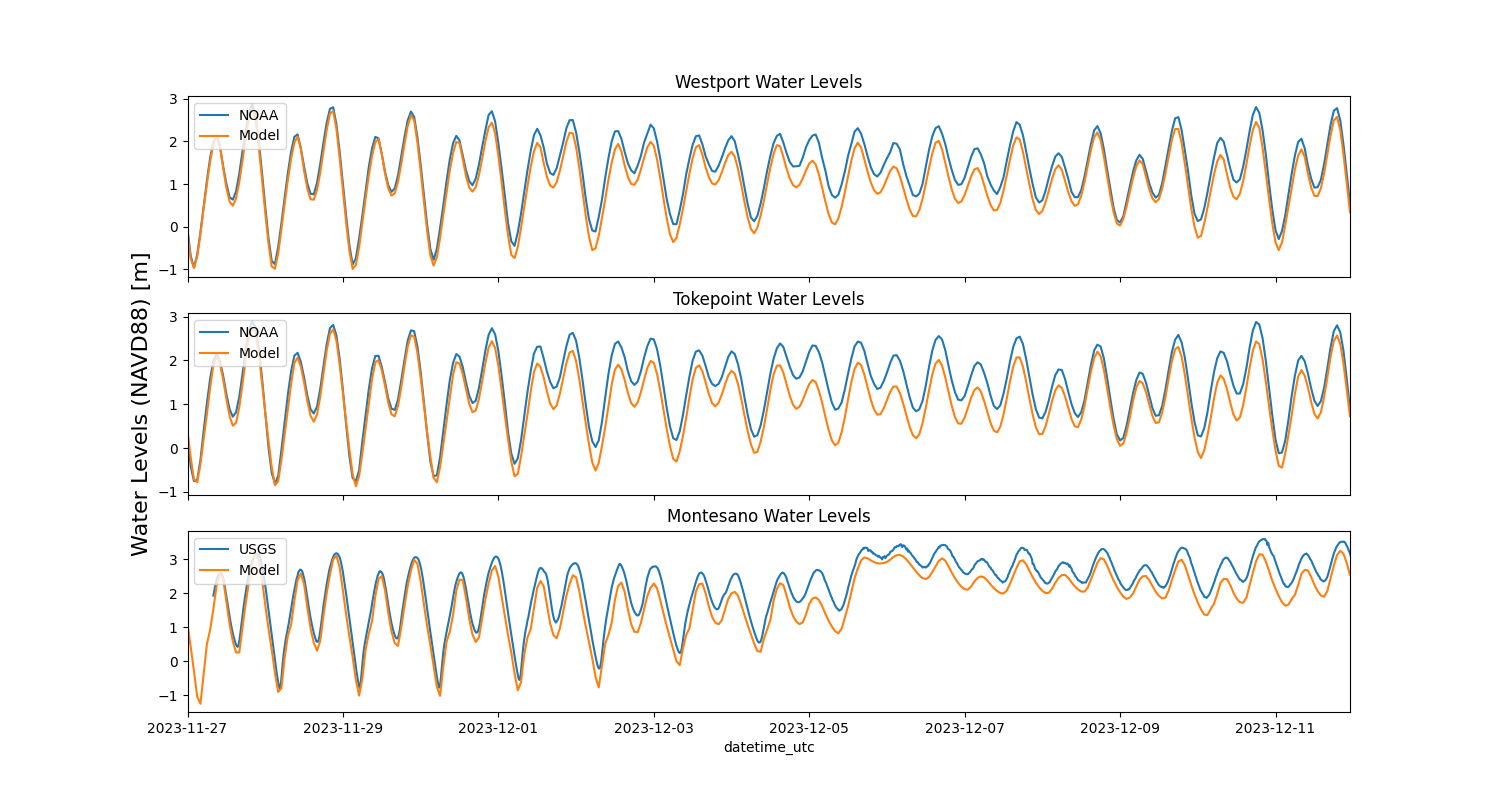 Westport Water Levels
3
2
1
0
−1
NOAA
Model
Tokepoint Water Levels
3
2
1
0
−1
NOAA
Model
Water Levels (NAVD88) [m]
Montesano Water Levels
3
2
1
0
−1
USGS
Model
2023-11-27 2023-11-29 2023-12-01 2023-12-03 2023-12-05 2023-12-07 2023-12-09 2023-12-11
datetime_utc